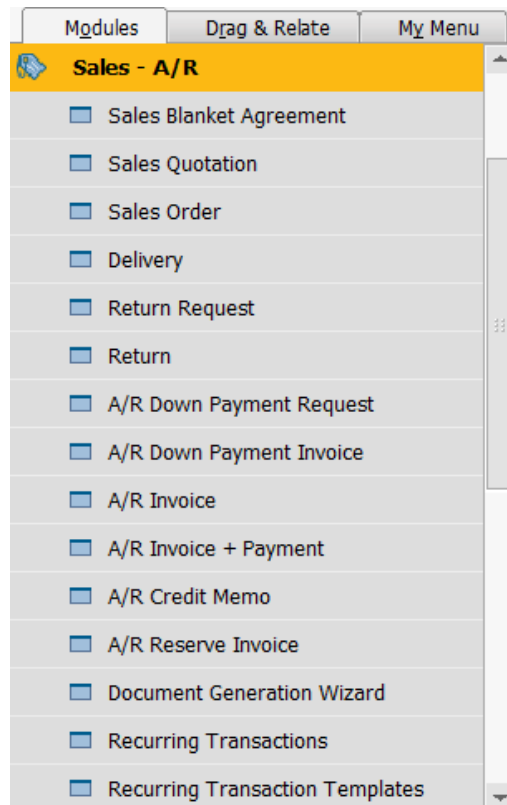 Modules
Drag & Relate
My Menu
Sales - A/R
Sales Blanket Agreement
Sales Quotation
Sales Order
Delivery
Return Request
Return
A/R Down Payment Request
A/R Down Payment Invoice
A/R Invoice
A/R Invoice + Payment
A/R Credit Memo
A/R Reserve Invoice
Document Generation Wizard
Recurring Transactions
Recurring Transaction Templates